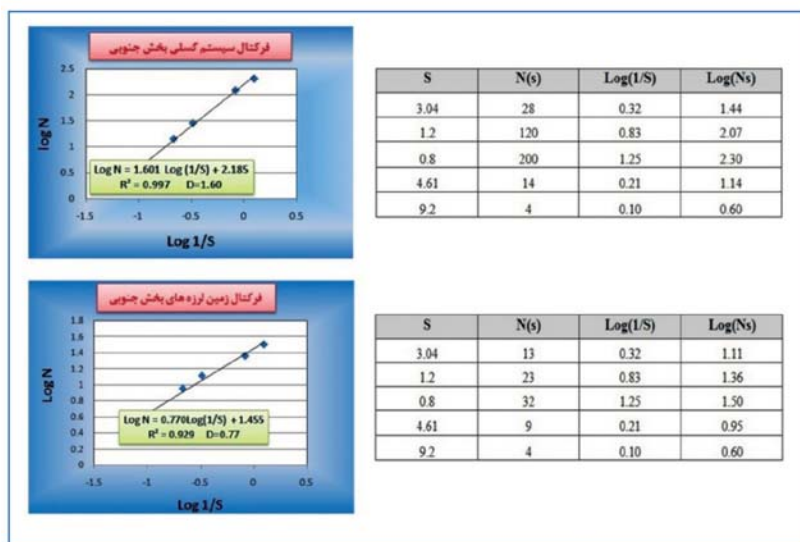 فرکتال سیستم گسلی بخش جنوبی
2.5
2
1.5
1
0.5
0
log N
Log N = 1.601 Log (1/S) + 2.185
R² = 0.997 D=1.60
-1.5 -1 -0.5 0 0.5
Log 1/S
S N(s) Log(1/S) Log(Ns)
3.04 28 0.32 1.44
1.2 120 0.83 2.07
0.8 200 1.25 2.30
4.61 14 0.21 1.14
9.2 4 0.10 0.60
فرکتال زمین لرزه های بخش جنوبی
1.8
1.6
1.4
1.2
1
0.8
0.6
0.4
0.2
0
Log N
Log N = 0.770Log(1/S) + 1.455
R² = 0.929 D=0.77
-1.5 -1 -0.5 0 0.5
Log 1/S
S N(s) Log(1/S) Log(Ns)
3.04 13 0.32 1.11
1.2 23 0.83 1.36
0.8 32 1.25 1.50
4.61 9 0.21 0.95
9.2 4 0.10 0.60